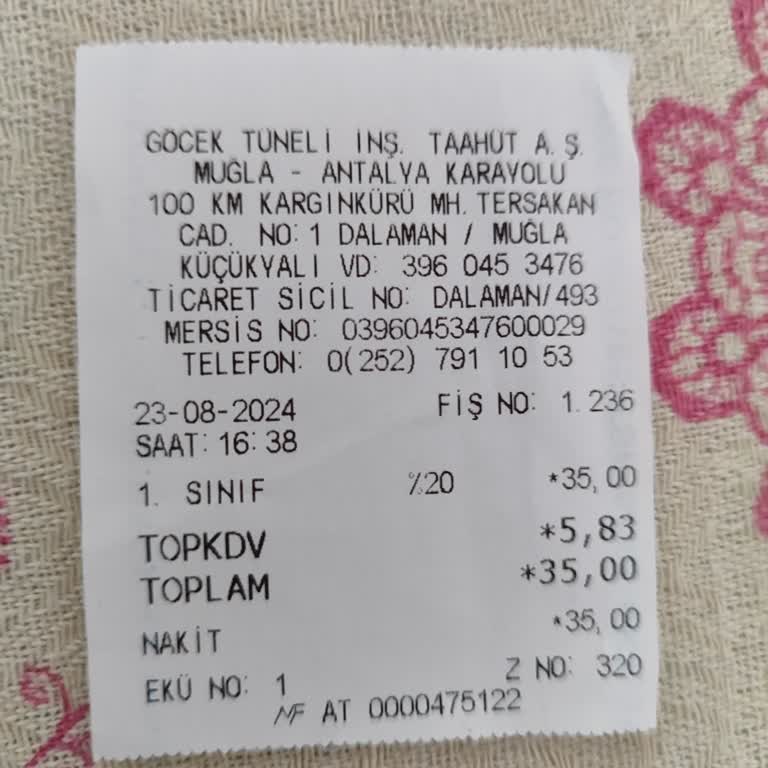 GÖCEK TÜNELİ İNŞ. TAAHÜT A.Ş.
MUĞLA - ANTALYA KARAYOLU
100 KM KARGINKÜRÜ MH. TERSAKAN
CAD. NO:1 DALAMAN / MUĞLA
KÜÇÜKYALI VD: 396 045 3476
TİCARET SİCİL NO: DALAMAN/493
MERSİS NO: 0396045347600029
TELEFON: 0(252) 791 10 53
23-08-2024 FİŞ NO: 1.236
SAAT:16:38
1. SINIF %20 *35,00
TOPKDV *5,83
TOPLAM *35,00
NAKİT *35,00
EKÜ NO: 1 Z NO: 320
MF AT 0000475122